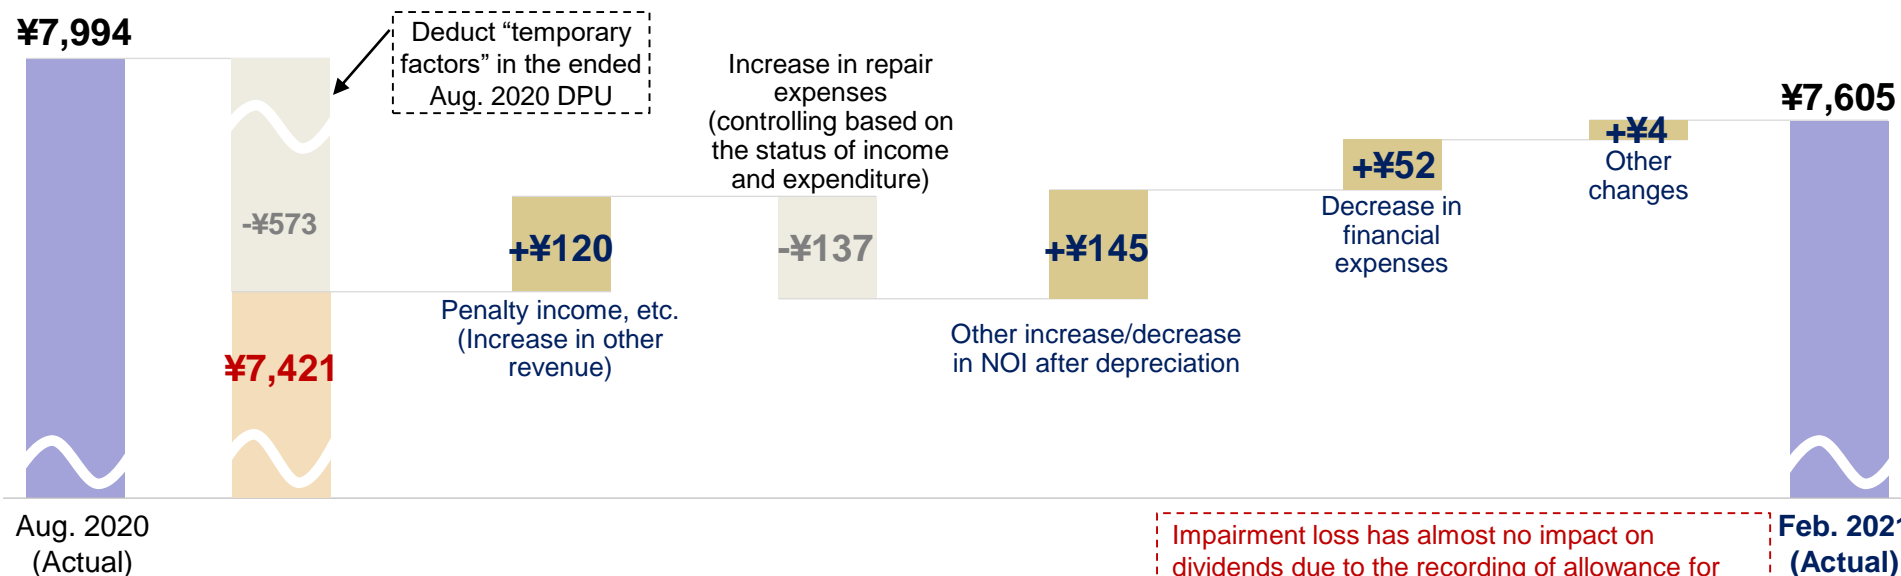 ¥7,994
Deduct “temporary
factors” in the ended
Aug. 2020 DPU
-¥573
¥7,421
+¥120
Penalty income, etc.
(Increase in other
revenue)
Increase in repair
expenses
(controlling based on
the status of income
and expenditure)
-¥137
+¥145
Other increase/decrease
in NOI after depreciation
+¥52
Decrease in
financial
expenses
+¥4
Other
changes
¥7,605
Aug. 2020
(Actual)
Impairment loss has almost no impact on
dividends due to the recording of allowance for
Feb. 2021
(Actual)